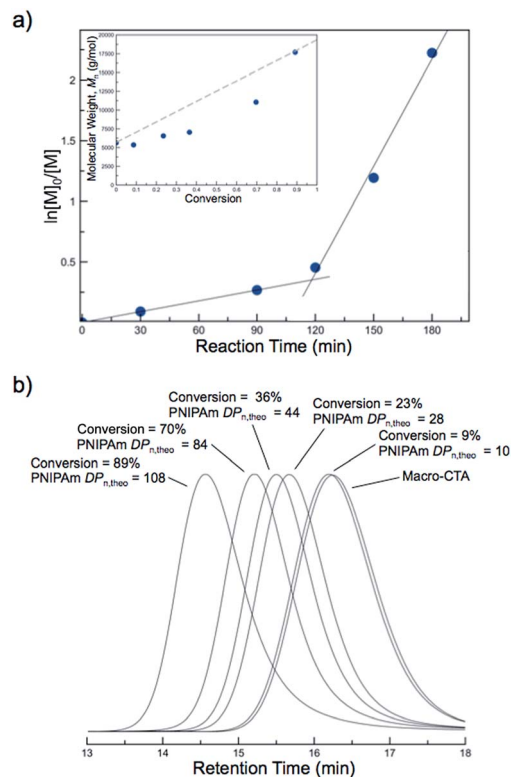 a)
ln[M]0/[M]
2
1.5
1
0.5
0 30 60 90 120 150 180
Reaction Time (min)
Molecular Weight, Mn (g/mol)
20000
17500
15000
12500
10000
7500
5000
2500
0
0 0.1 0.2 0.3 0.4 0.5 0.6 0.7 0.8 0.9 1
Conversion
b)
Conversion = 36%
PNIPAm DPn,theo = 44
Conversion = 23%
PNIPAm DPn,theo = 28
Conversion = 70%
PNIPAm DPn,theo = 84
Conversion = 9%
PNIPAm DPn,theo = 10
Conversion = 89%
PNIPAm DPn,theo = 108
Macro-CTA
13 14 15 16 17 18
Retention Time (min)